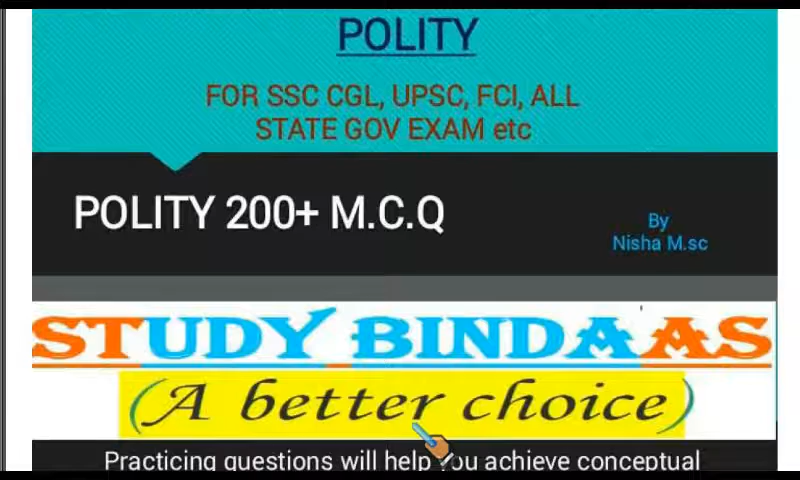 POLITY
FOR SSC CGL, UPSC, FCI, ALL
STATE GOV EXAM etc
POLITY 200+ M.C.Q
By
Nisha M.sc
STUDY BINDAAS
(A better choice)
Practicing questions will help you achieve conceptual